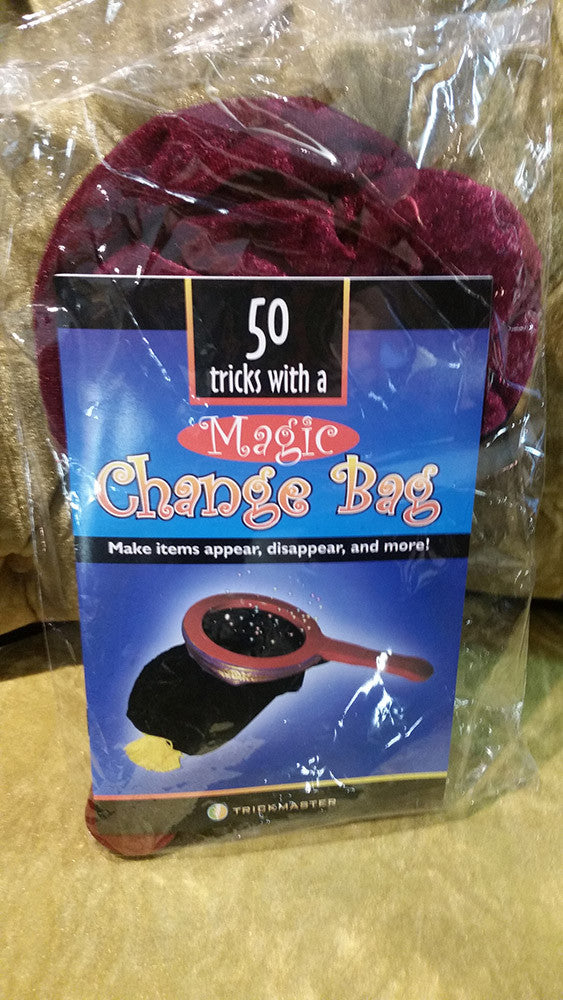 50
tricks with a
Magic
Change Bag
Make items appear, disappear, and more!
TRICKMASTER